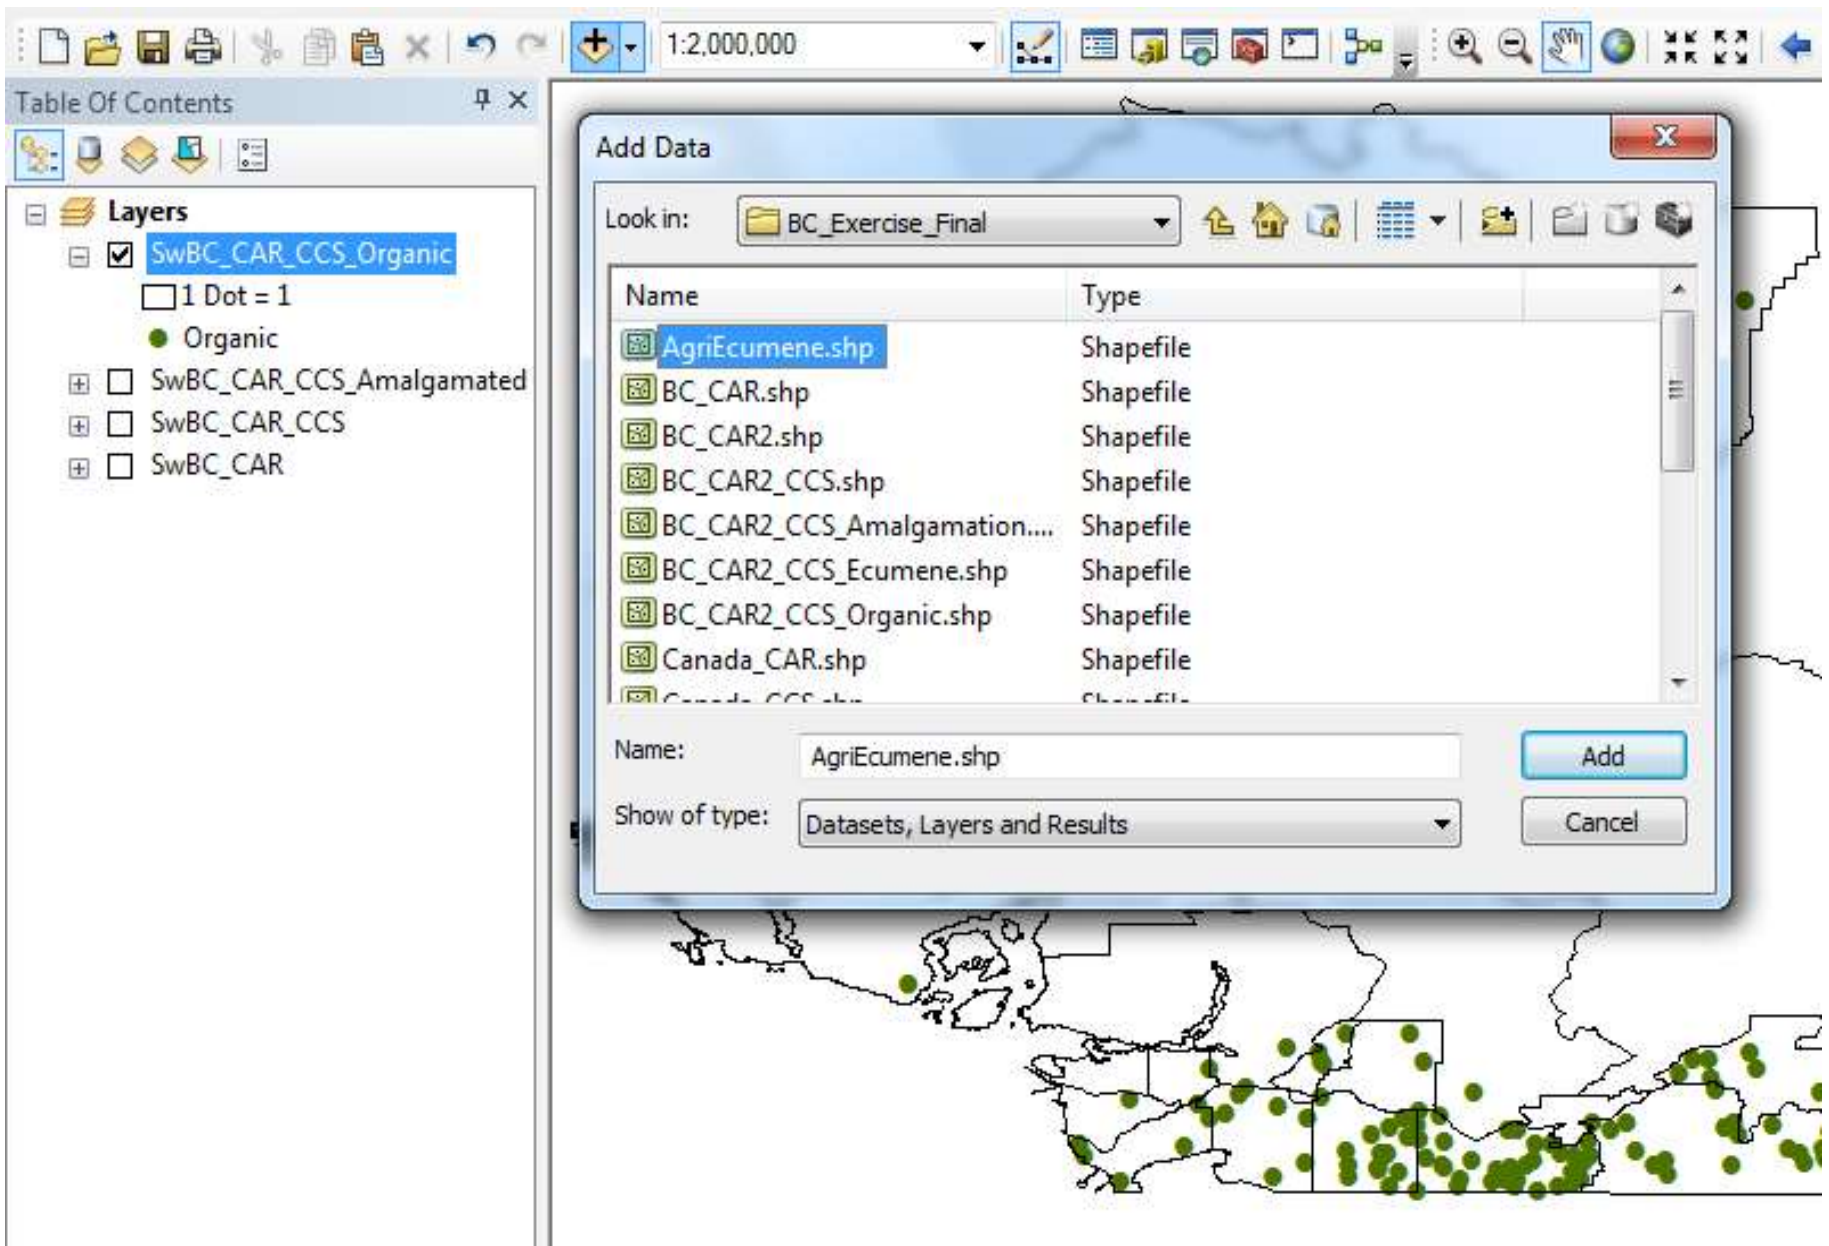 1:2,000,000
Table Of Contents
Layers
SwBC_CAR_CCS_Organic
1 Dot = 1
Organic
SwBC_CAR_CCS_Amalgamated
SwBC_CAR_CCS
SwBC_CAR
Add Data
Look in: BC_Exercise_Final
Name Type
AgriEcumene.shp Shapefile
BC_CAR.shp Shapefile
BC_CAR2.shp Shapefile
BC_CAR2_CCS.shp Shapefile
BC_CAR2_CCS_Amalgamation.... Shapefile
BC_CAR2_CCS_Ecumene.shp Shapefile
BC_CAR2_CCS_Organic.shp Shapefile
Canada_CAR.shp Shapefile
Canada_CCS.shp Shapefile
Name: AgriEcumene.shp Add
Show of type: Datasets, Layers and Results Cancel